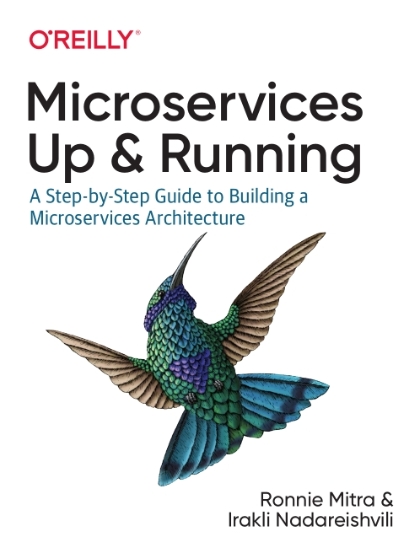 O'REILLY®
Microservices
Up & Running
A Step-by-Step Guide to Building a
Microservices Architecture
Ronnie Mitra &
Irakli Nadareishvili